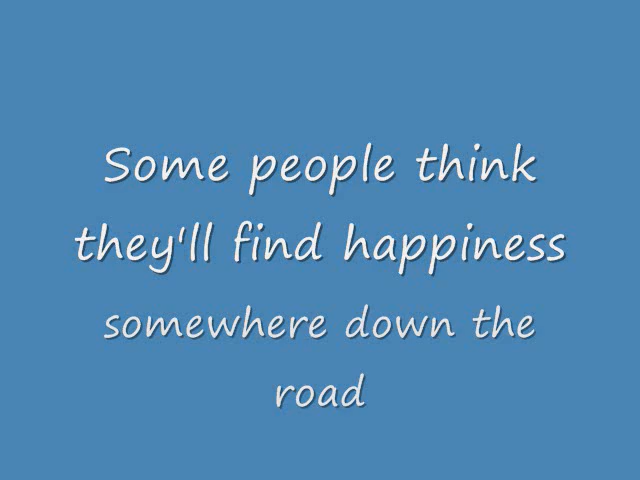 Some people think
they'll find happiness
somewhere down the
road